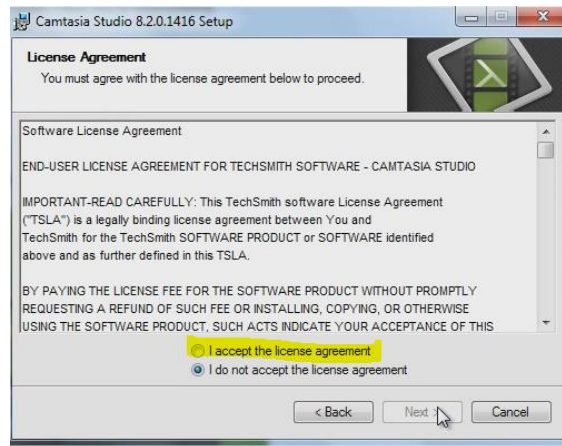 Camtasia Studio 8.2.0.1416 Setup
License Agreement
You must agree with the license agreement below to proceed.
Software License Agreement
END-USER LICENSE AGREEMENT FOR TECHSMITH SOFTWARE - CAMTASIA STUDIO
IMPORTANT-READ CAREFULLY: This TechSmith software License Agreement
("TSLA") is a legally binding license agreement between You and
TechSmith for the TechSmith SOFTWARE PRODUCT or SOFTWARE identified
above and as further defined in this TSLA.
BY PAYING THE LICENSE FEE FOR THE SOFTWARE PRODUCT WITHOUT PROMPTLY
REQUESTING A REFUND OF SUCH FEE OR INSTALLING, COPYING, OR OTHERWISE
USING THE SOFTWARE PRODUCT, SUCH ACTS INDICATE YOUR ACCEPTANCE OF THIS
I accept the license agreement
I do not accept the license agreement
< Back Next > Cancel